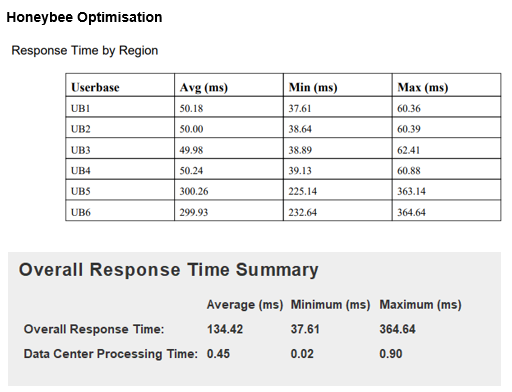 Honeybee Optimisation
Response Time by Region
Userbase Avg (ms) Min (ms) Max (ms)
UB1 50.18 37.61 60.36
UB2 50.00 38.64 60.39
UB3 49.98 38.89 62.41
UB4 50.24 39.13 60.88
UB5 300.26 225.14 363.14
UB6 299.93 232.64 364.64
Overall Response Time Summary
Average (ms) Minimum (ms) Maximum (ms)
Overall Response Time: 134.42 37.61 364.64
Data Center Processing Time: 0.45 0.02 0.90